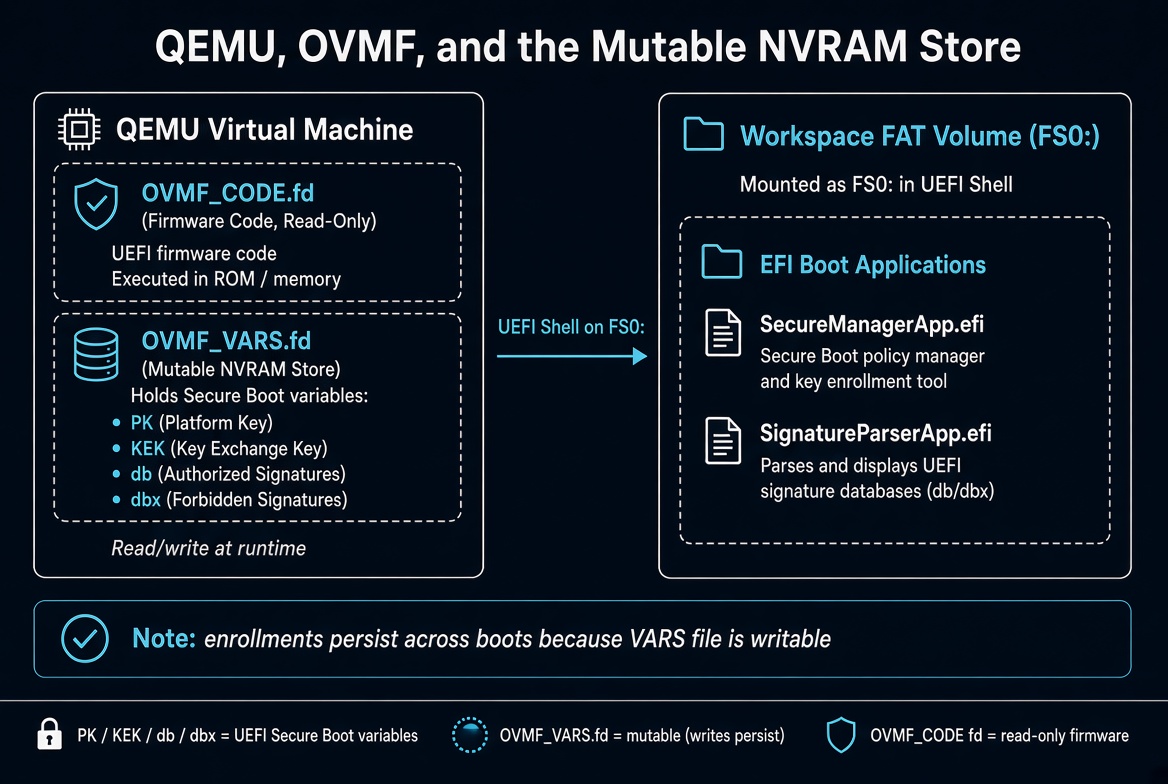 QEMU, OVMF, and the Mutable NVRAM Store
QEMU Virtual Machine
OVMF_CODE.fd
(Firmware Code, Read-Only)
UEFI firmware code
Executed in ROM / memory
OVMF_VARS.fd
(Mutable NVRAM Store)
Holds Secure Boot variables:
• PK (Platform Key)
• KEK (Key Exchange Key)
• db (Authorized Signatures)
• dbx (Forbidden Signatures)
Read/write at runtime
UEFI Shell on FS0:
Workspace FAT Volume (FS0:)
Mounted as FS0: in UEFI Shell
EFI Boot Applications
SecureManagerApp.efi
Secure Boot policy manager
and key enrollment tool
SignatureParserApp.efi
Parses and displays UEFI
signature databases (db/dbx)
Note: enrollments persist across boots because VARS file is writable
PK / KEK / db / dbx = UEFI Secure Boot variables
OVMF_VARS.fd = mutable (writes persist)
OVMF_CODE fd = read-only firmware